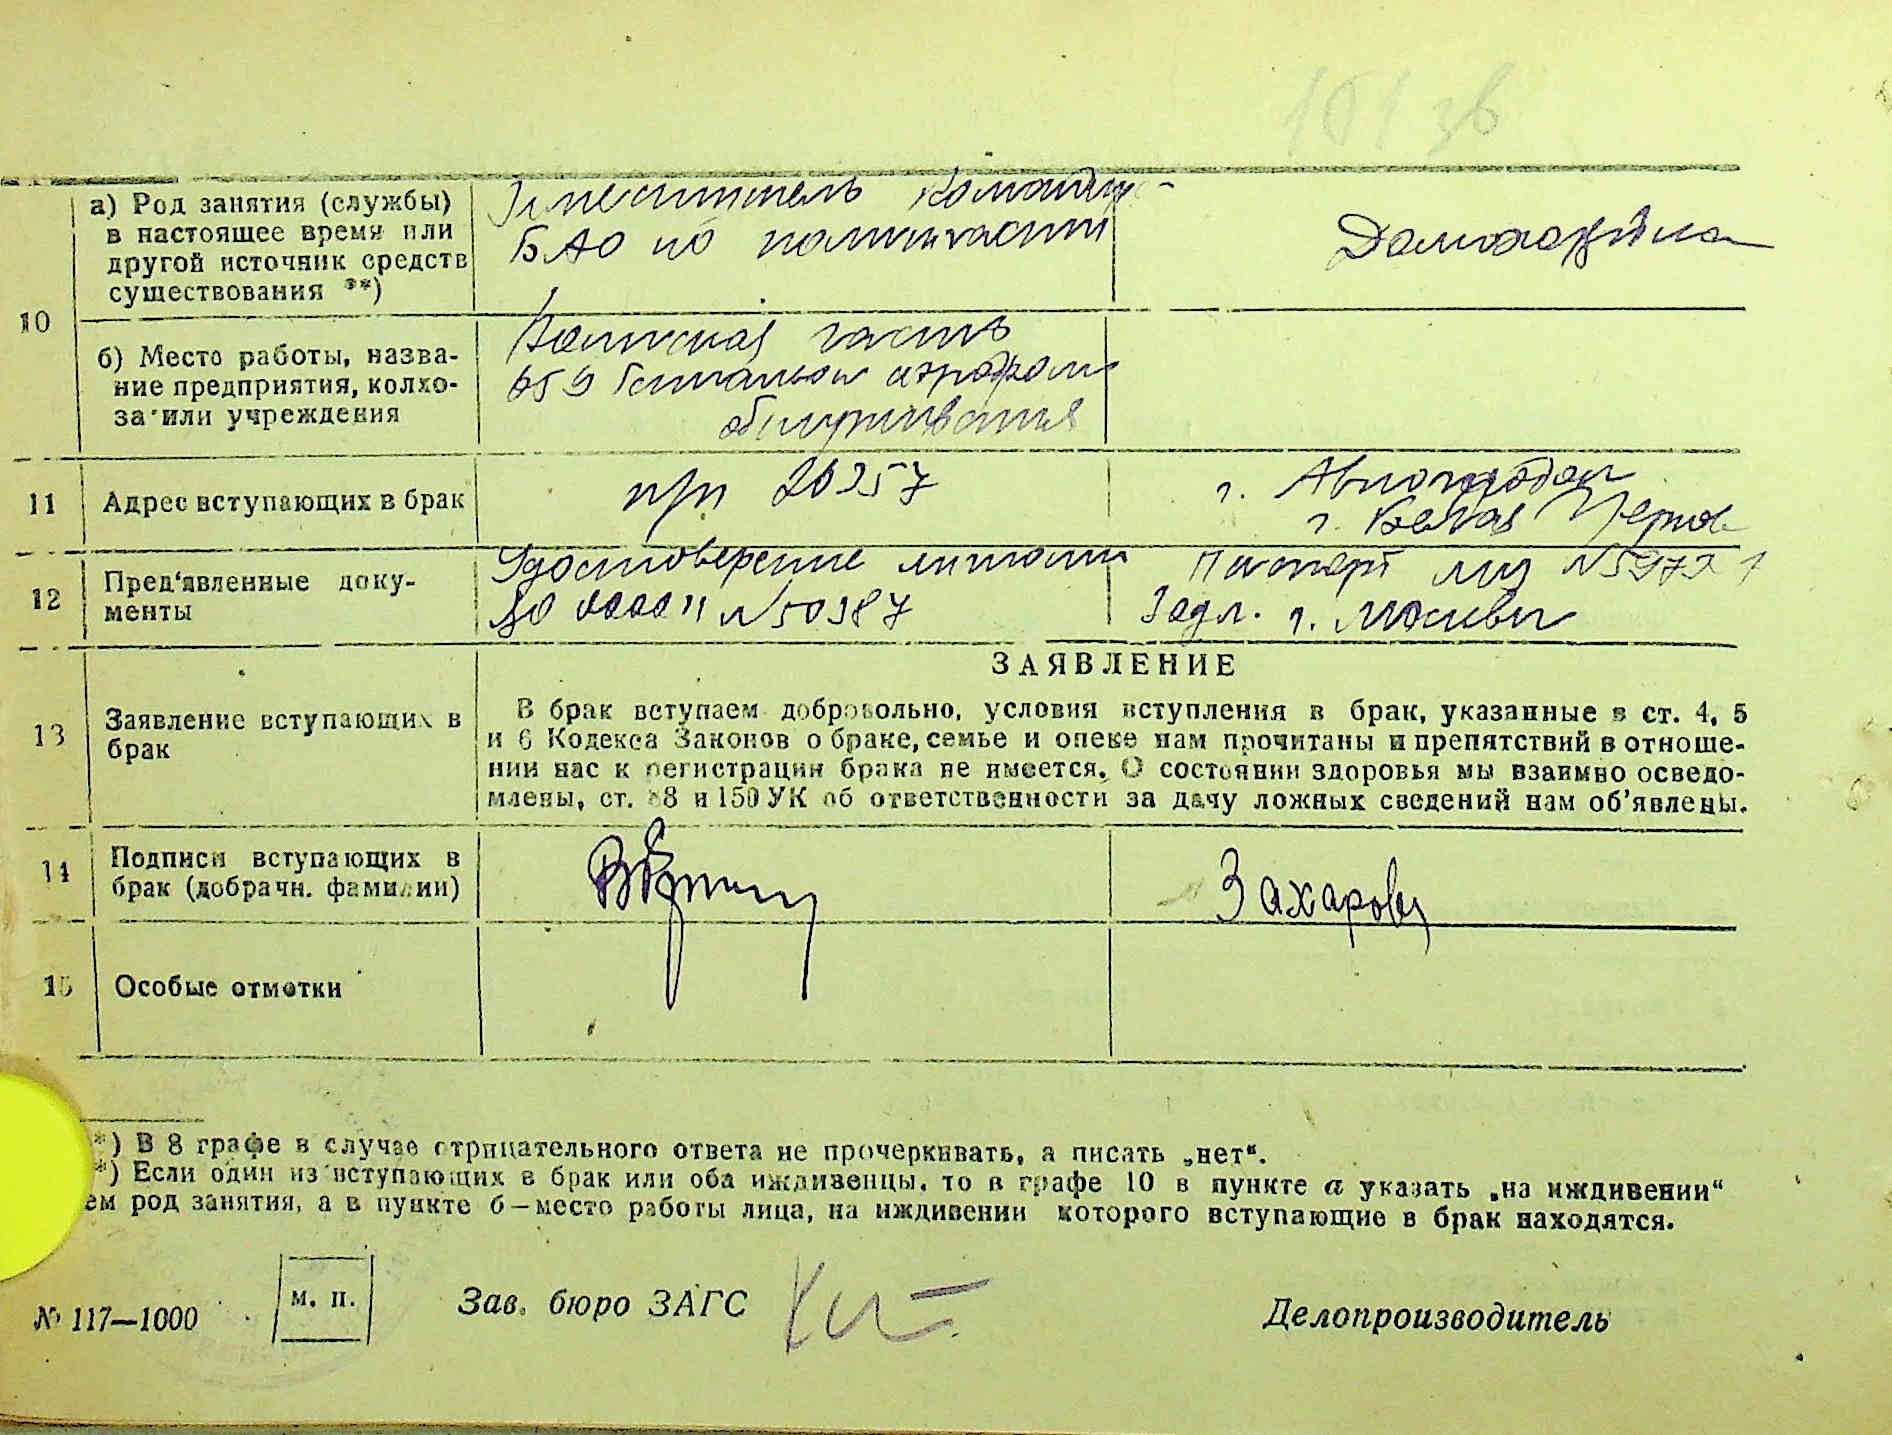 10
а) Род занятия (службы)
в настоящее время или
другой источник средств
существования **)
Заместитель команди-
БАО по политчасти
Домохозяйка
б) Место работы, назва-
ние предприятия, колхо-
за или учреждения
Воинская часть
659 Батальон аэродром
обслуживания
11
Адрес вступающих в брак
п/п 20257
г.
г. Белая Церковь
12
Пред'явленные доку-
менты
Удостоверение личности
№ 50387
Паспорт
г. Москвы
13
Заявление вступающих в
брак
ЗАЯВЛЕНИЕ
В брак вступаем добровольно, условия вступления в брак, указанные в ст. 4, 5
и 6 Кодекса Законов о браке, семье и опеке нам прочитаны и препятствий в отноше-
нии нас к регистрации брака не имеется. О состоянии здоровья мы взаимно осведо-
млены, ст. 88 и 150 УК об ответственности за дачу ложных сведений нам об'явлены.
14
Подписи вступающих в
брак (добрачн. фамилии)
Захарова
15
Особые отметки
*) В 8 графе в случае отрицательного ответа не прочеркивать, а писать „нет“.
*) Если один из вступающих в брак или оба иждивенцы, то в графе 10 в пункте а указать „на иждивении“
ем род занятия, а в пункте б—место работы лица, на иждивении которого вступающие в брак находятся.
№ 117—1000
м. п.
Зав. бюро ЗАГС
Делопроизводитель